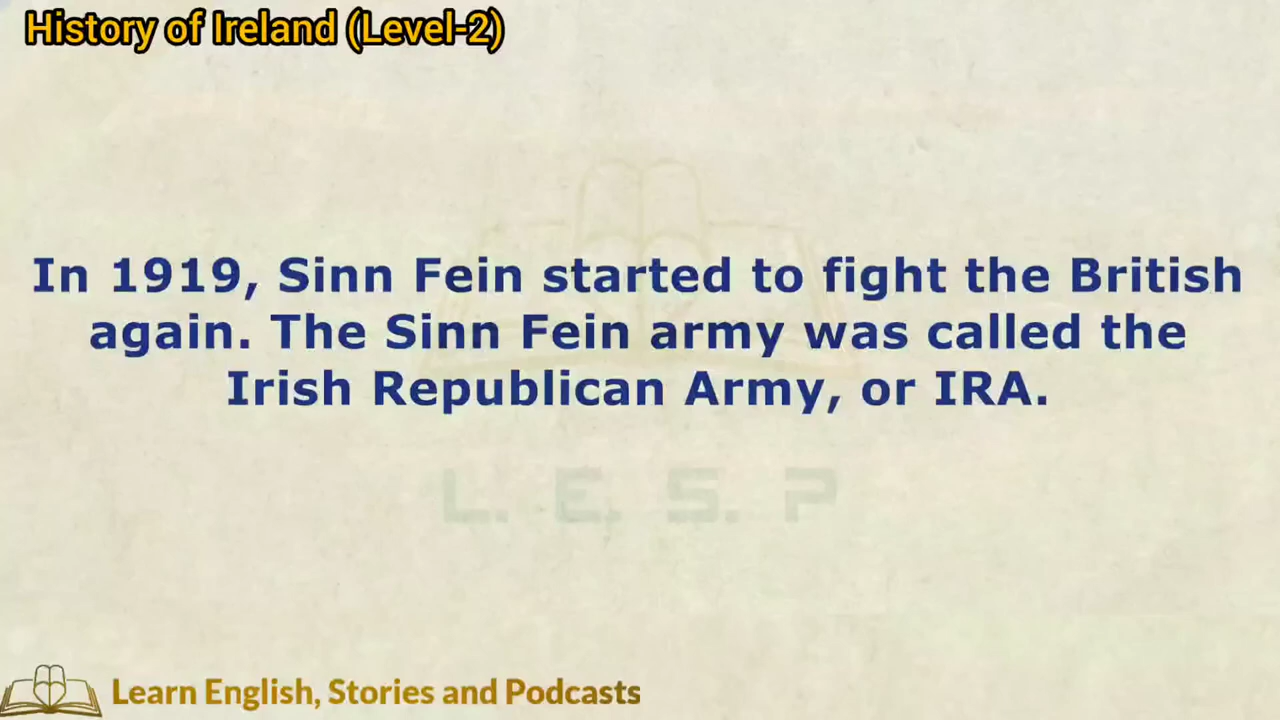 History of Ireland (Level-2)
In 1919, Sinn Fein started to fight the British
again. The Sinn Fein army was called the
Irish Republican Army, or IRA.
L. E. S. P
Learn English, Stories and Podcasts